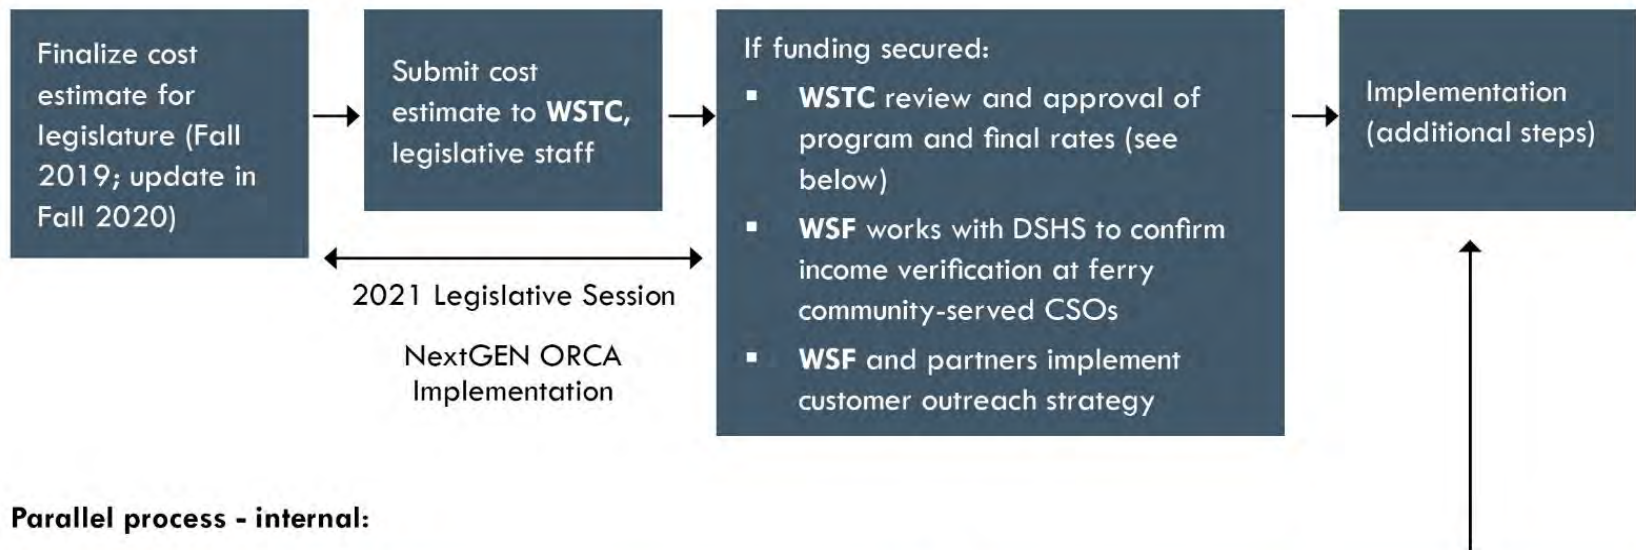 Finalize cost
estimate for
legislature (Fall
2019; update in
Fall 2020)
Submit cost
estimate to WSTC,
legislative staff
2021 Legislative Session
NextGEN ORCA
Implementation
If funding secured:
▪ WSTC review and approval of
program and final rates (see
below)
▪ WSF works with DSHS to confirm
income verification at ferry
community-served CSOs
▪ WSF and partners implement
customer outreach strategy
Implementation
(additional steps)
Parallel process - internal: